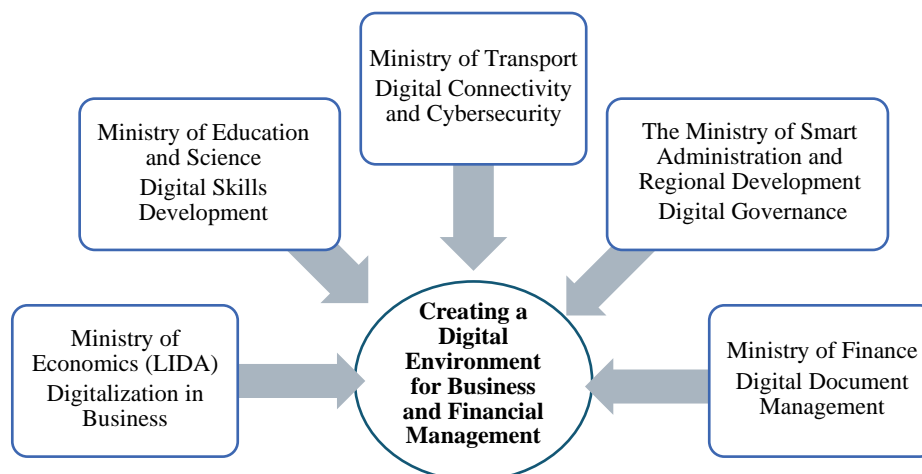 Ministry of Transport
Digital Connectivity
and Cybersecurity
Ministry of Education
and Science
Digital Skills
Development
The Ministry of Smart
Administration and
Regional Development
Digital Governance
Ministry of
Economics (LIDA)
Digitalization in
Business
Creating a
Digital
Environment
for Business
and Financial
Management
Ministry of Finance
Digital Document
Management